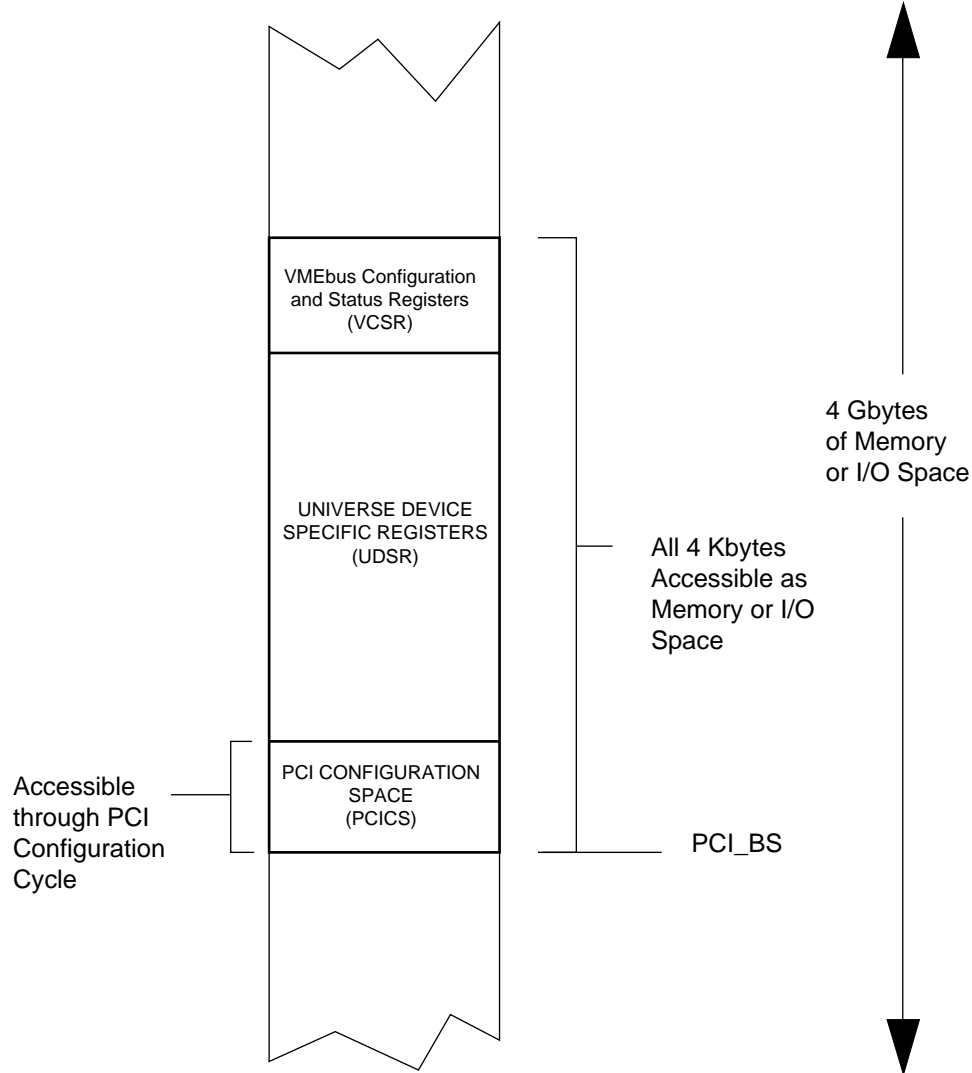 VMEbus Configuration
and Status Registers
(VCSR)
4 Gbytes
of Memory
or I/O Space
UNIVERSE DEVICE
SPECIFIC REGISTERS
(UDSR)
All 4 Kbytes
Accessible as
Memory or I/O
Space
PCI CONFIGURATION
SPACE
(PCICS)
Accessible
through PCI
Configuration
Cycle
PCI_BS